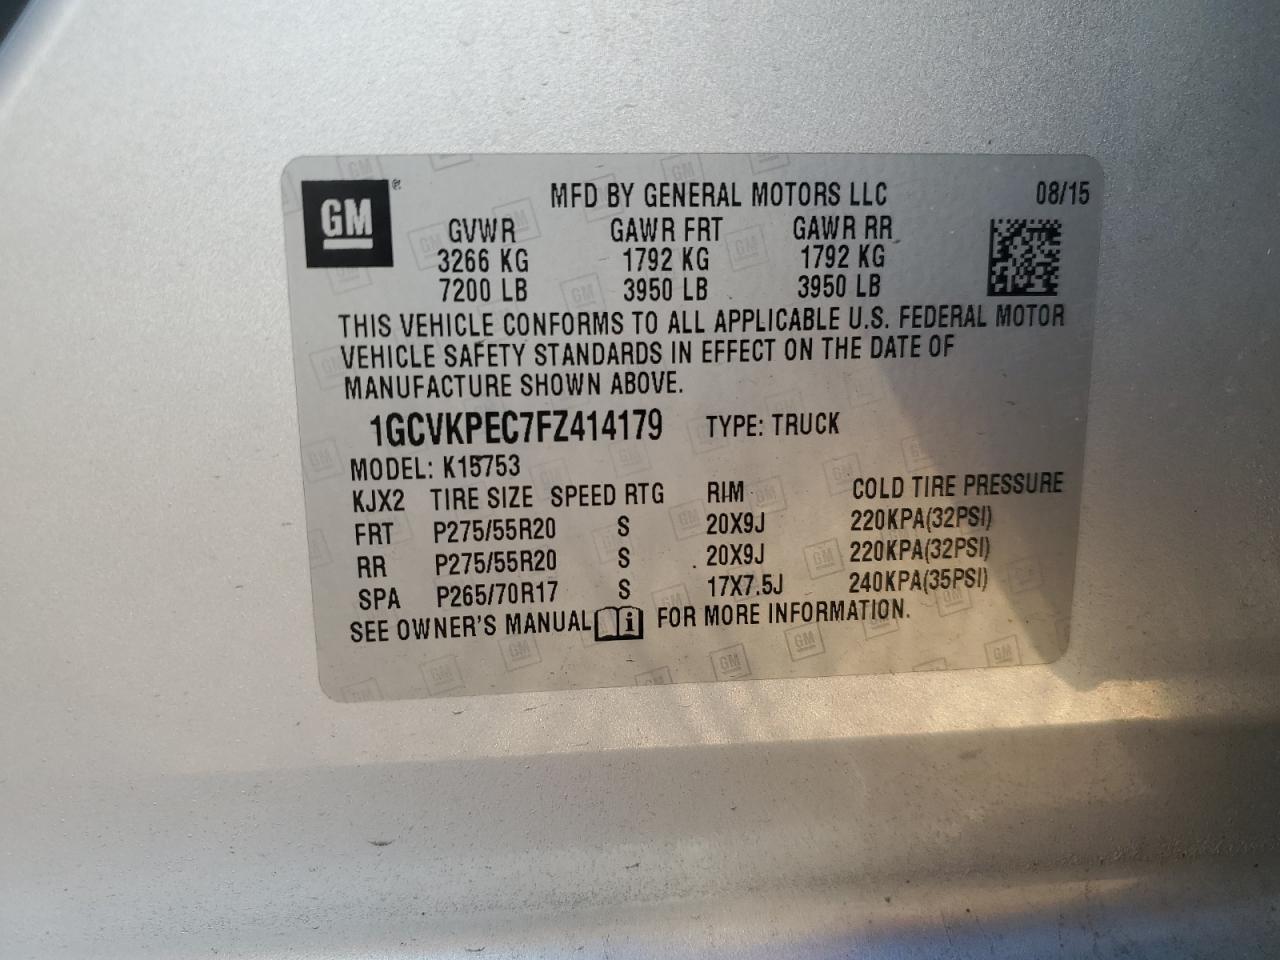 GM ®
MFD BY GENERAL MOTORS LLC 08/15
GVWR GAWR FRT GAWR RR
3266 KG 1792 KG 1792 KG
7200 LB 3950 LB 3950 LB
THIS VEHICLE CONFORMS TO ALL APPLICABLE U.S. FEDERAL MOTOR
VEHICLE SAFETY STANDARDS IN EFFECT ON THE DATE OF
MANUFACTURE SHOWN ABOVE.
1GCVKPEC7FZ414179 TYPE: TRUCK
MODEL: K15753
KJX2 TIRE SIZE SPEED RTG RIM COLD TIRE PRESSURE
FRT P275/55R20 S 20X9J 220KPA(32PSI)
RR P275/55R20 S 20X9J 220KPA(32PSI)
SPA P265/70R17 S 17X7.5J 240KPA(35PSI)
SEE OWNER'S MANUAL i FOR MORE INFORMATION.